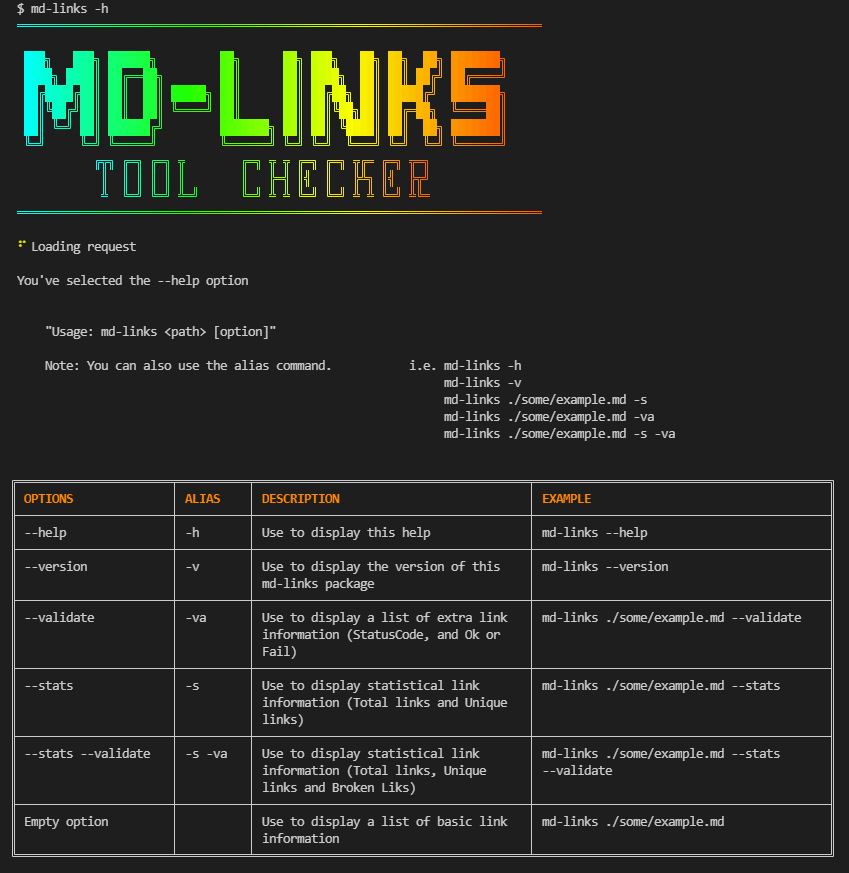 $ md-links -h
MD-LINKS
TOOL CHECKER
Loading request
You've selected the --help option
"Usage: md-links <path> [option]"
Note: You can also use the alias command. i.e. md-links -h
md-links -v
md-links ./some/example.md -s
md-links ./some/example.md -va
md-links ./some/example.md -s -va
OPTIONS ALIAS DESCRIPTION EXAMPLE
--help -h Use to display this help md-links --help
--version -v Use to display the version of this md-links --version
md-links package
--validate -va Use to display a list of extra link md-links ./some/example.md --validate
information (StatusCode, and Ok or
Fail)
--stats -s Use to display statistical link md-links ./some/example.md --stats
information (Total links and Unique
links)
--stats --validate -s -va Use to display statistical link md-links ./some/example.md --stats
information (Total links, Unique --validate
links and Broken Liks)
Empty option Use to display a list of basic link md-links ./some/example.md
information